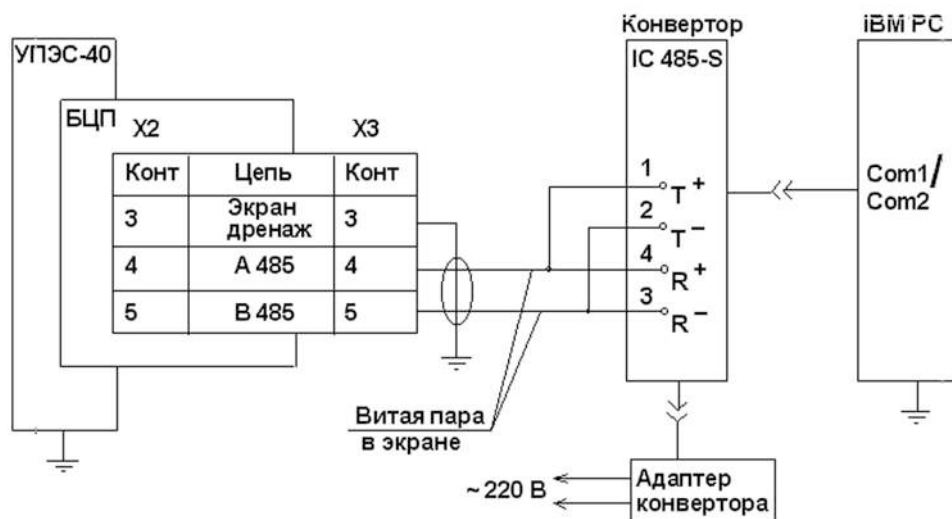 УПЭС-40
БЦП
X2
X3
Конт Цепь Конт
3 Экран
дренаж 3
4 А 485 4
5 В 485 5
Витая пара
в экране
Конвертор
IC 485-S
1 T+
2 T–
4 R+
3 R–
~ 220 В
Адаптер
конвертора
iBM PC
Com1/
Com2